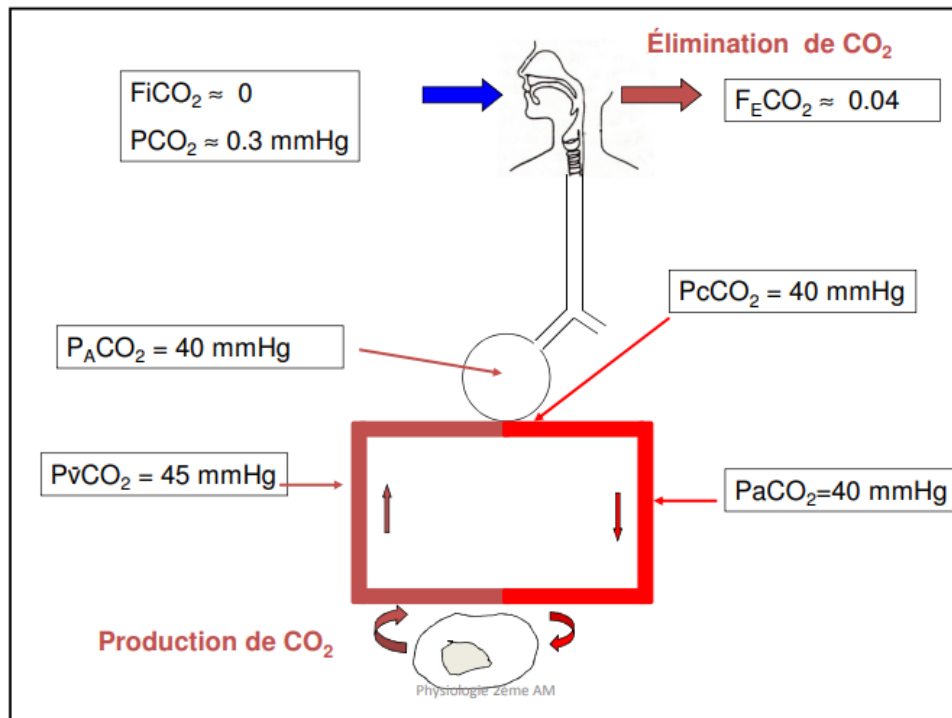 Élimination de CO₂
FiCO₂ ≈ 0
PCO₂ ≈ 0.3 mmHg
FECO₂ ≈ 0.04
PcCO₂ = 40 mmHg
PACO₂ = 40 mmHg
Pv̄CO₂ = 45 mmHg
PaCO₂=40 mmHg
Production de CO₂
Physiologie 2ème AM